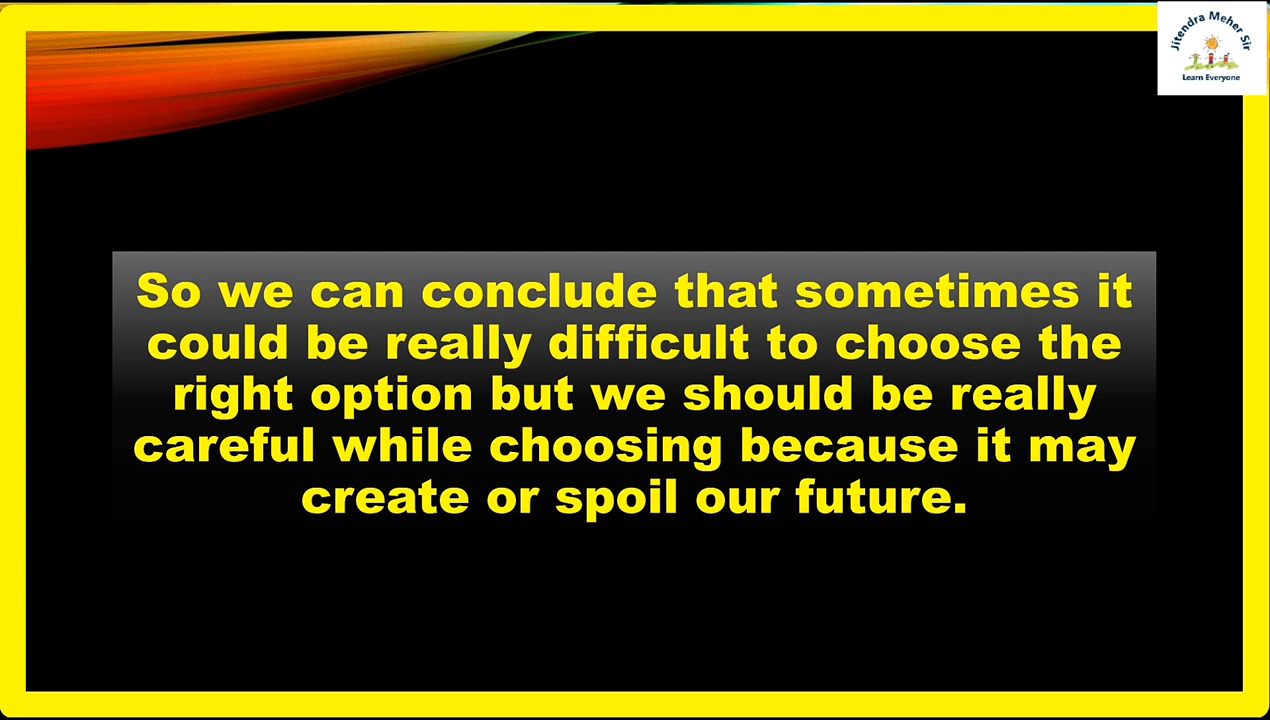 Jitendra Meher Sir
Learn Everyone
So we can conclude that sometimes it
could be really difficult to choose the
right option but we should be really
careful while choosing because it may
create or spoil our future.